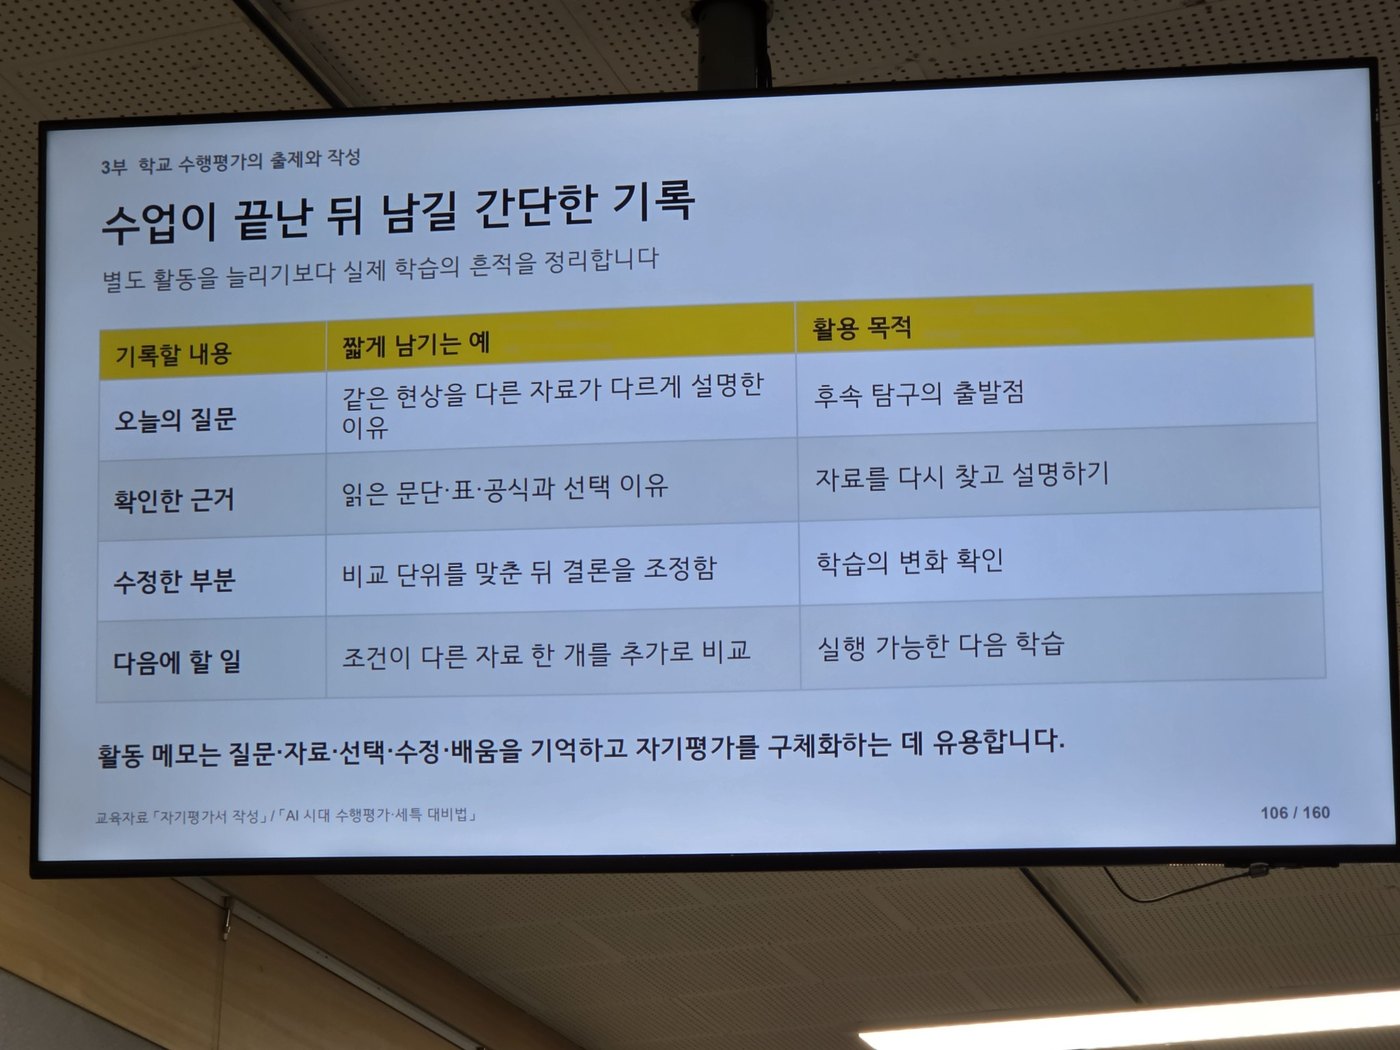 3부 학교 수행평가의 출제와 작성
수업이 끝난 뒤 남길 간단한 기록
별도 활동을 늘리기보다 실제 학습의 흔적을 정리합니다
기록할 내용
짧게 남기는 예
활용 목적
오늘의 질문
같은 현상을 다른 자료가 다르게 설명한
이유
후속 탐구의 출발점
확인한 근거
읽은 문단·표·공식과 선택 이유
자료를 다시 찾고 설명하기
수정한 부분
비교 단위를 맞춘 뒤 결론을 조정함
학습의 변화 확인
다음에 할 일
조건이 다른 자료 한 개를 추가로 비교
실행 가능한 다음 학습
활동 메모는 질문·자료·선택·수정·배움을 기억하고 자기평가를 구체화하는 데 유용합니다.
교육자료 「자기평가서 작성」 / 「AI 시대 수행평가·세특 대비법」
106 / 160